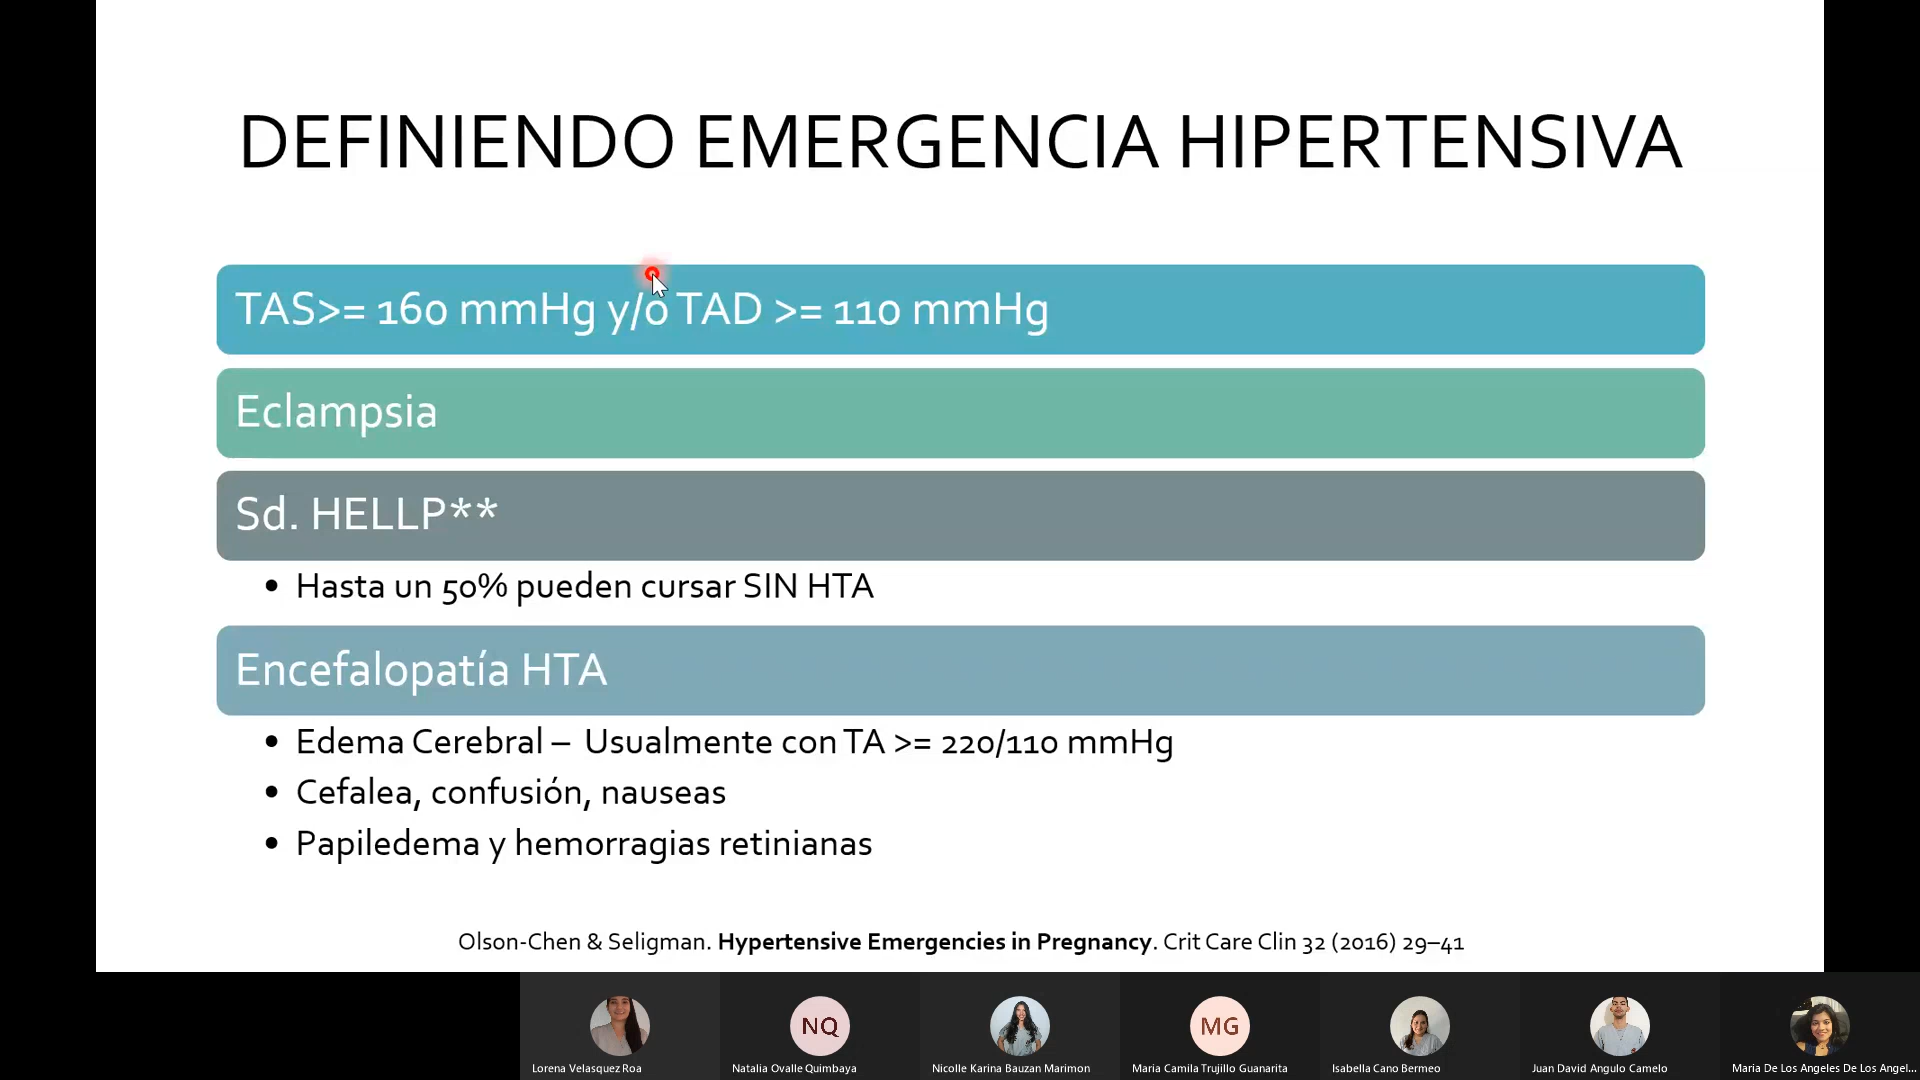 DEFINIENDO EMERGENCIA HIPERTENSIVA
TAS>= 160 mmHg y/o TAD >= 110 mmHg
Eclampsia
Sd. HELLP**
• Hasta un 50% pueden cursar SIN HTA
Encefalopatía HTA
• Edema Cerebral – Usualmente con TA >= 220/110 mmHg
• Cefalea, confusión, nauseas
• Papiledema y hemorragias retinianas
Olson-Chen & Seligman. Hypertensive Emergencies in Pregnancy. Crit Care Clin 32 (2016) 29–41
NQ
MG
Lorena Velasquez Roa
Natalia Ovalle Quimbaya
Nicolle Karina Bauzan Marimon
Maria Camila Trujillo Guanarita
Isabella Cano Bermeo
Juan David Angulo Camelo
Maria De Los Angeles De Los Angel...